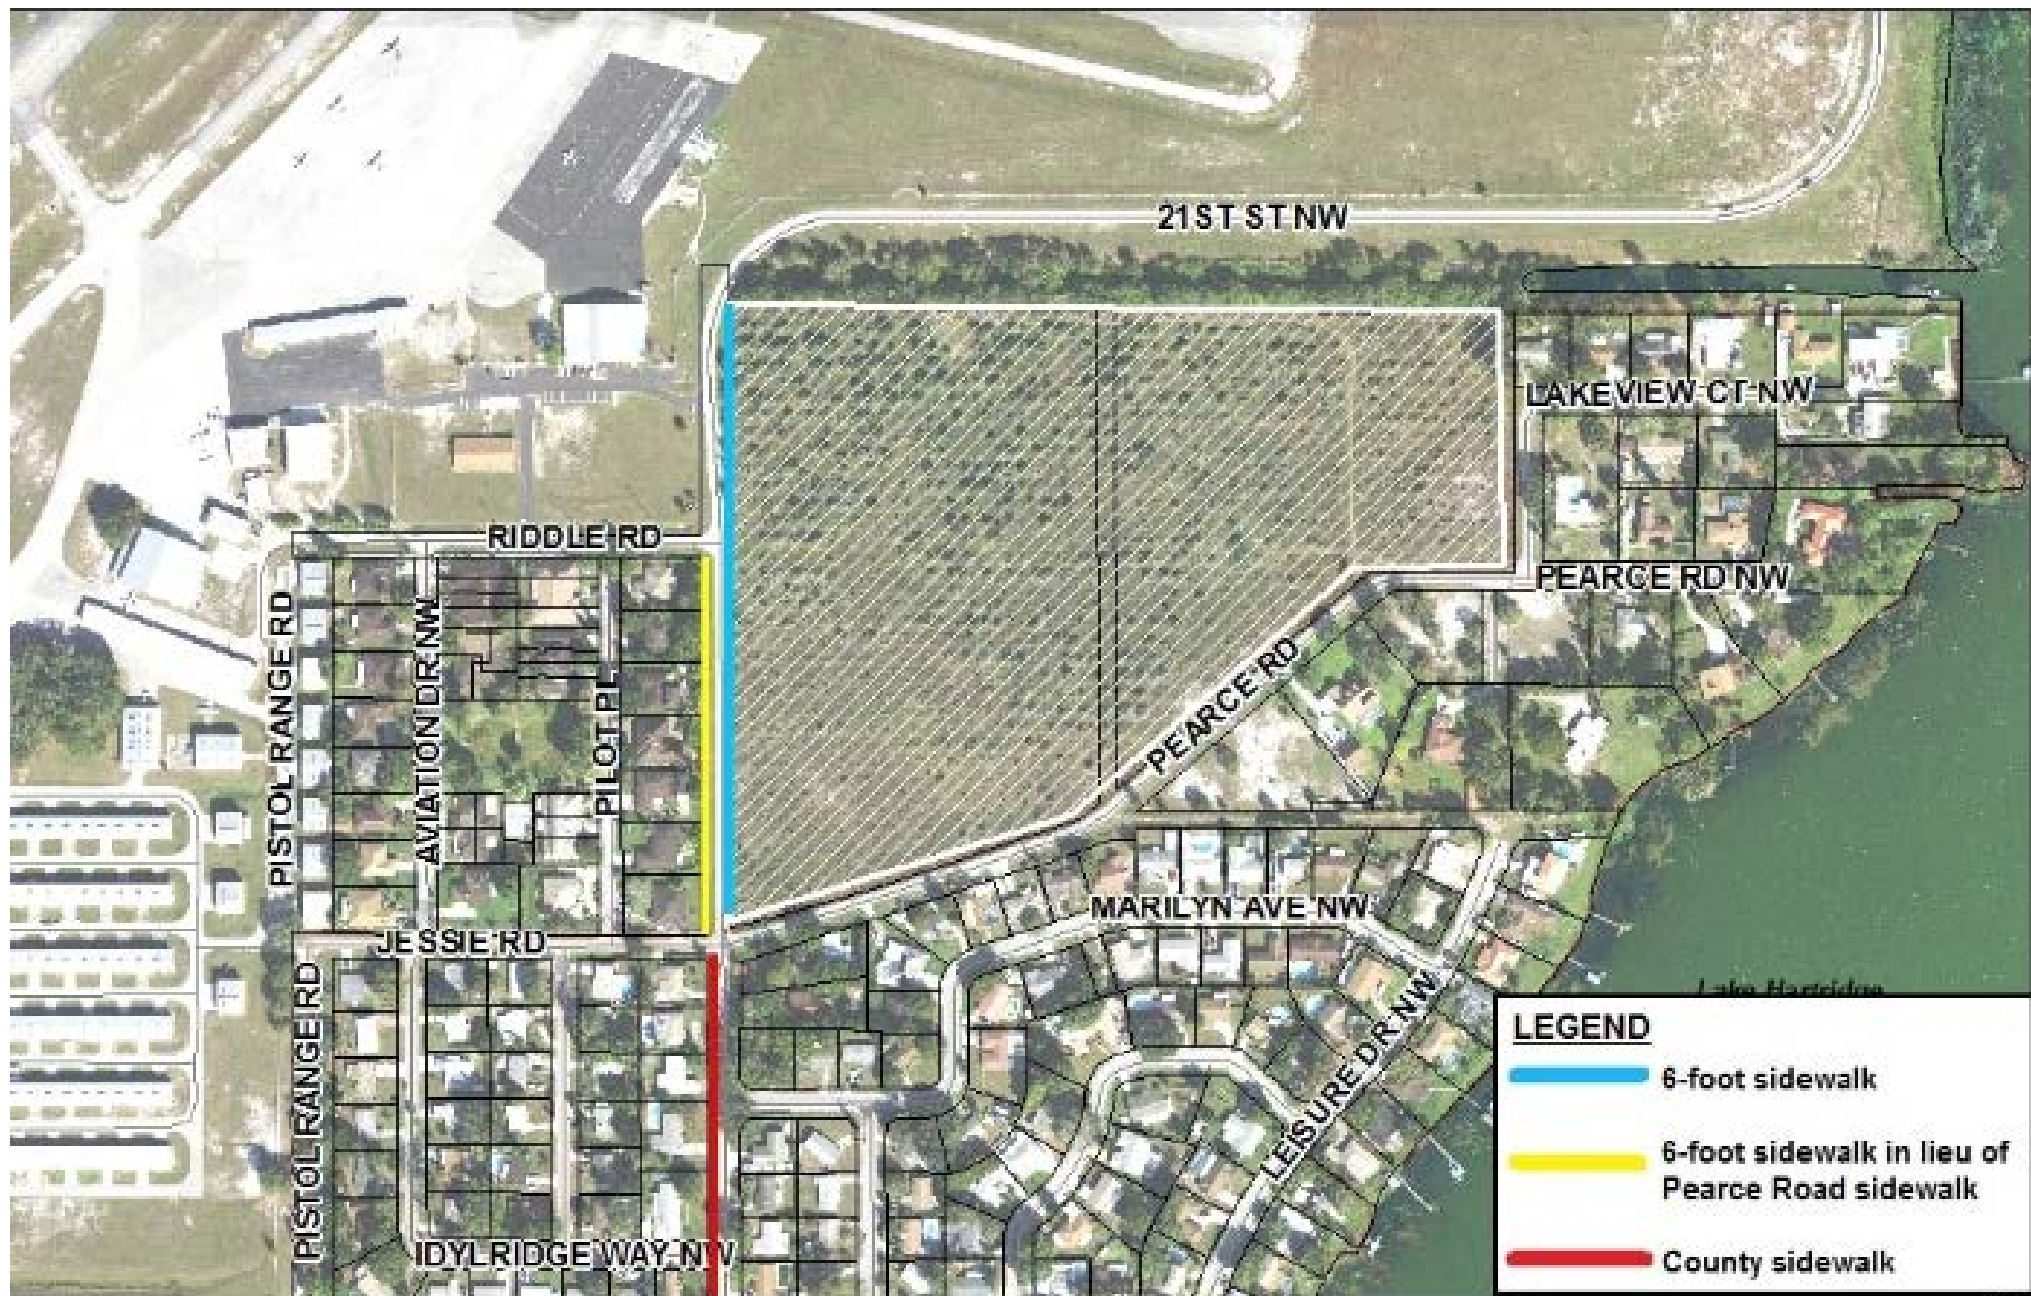 21ST ST NW
LAKEVIEW CT NW
RIDDLE RD
PEARCE RD NW
PISTOL RANGE RD
AVIATION DR NW
PILOT PL
PEARCE RD
MARILYN AVE NW
JESSIE RD
PISTOL RANGE RD
LEISURE DR NW
IDYLRIDGE WAY NW
Lake Hartridge
LEGEND
6-foot sidewalk
6-foot sidewalk in lieu of
Pearce Road sidewalk
County sidewalk